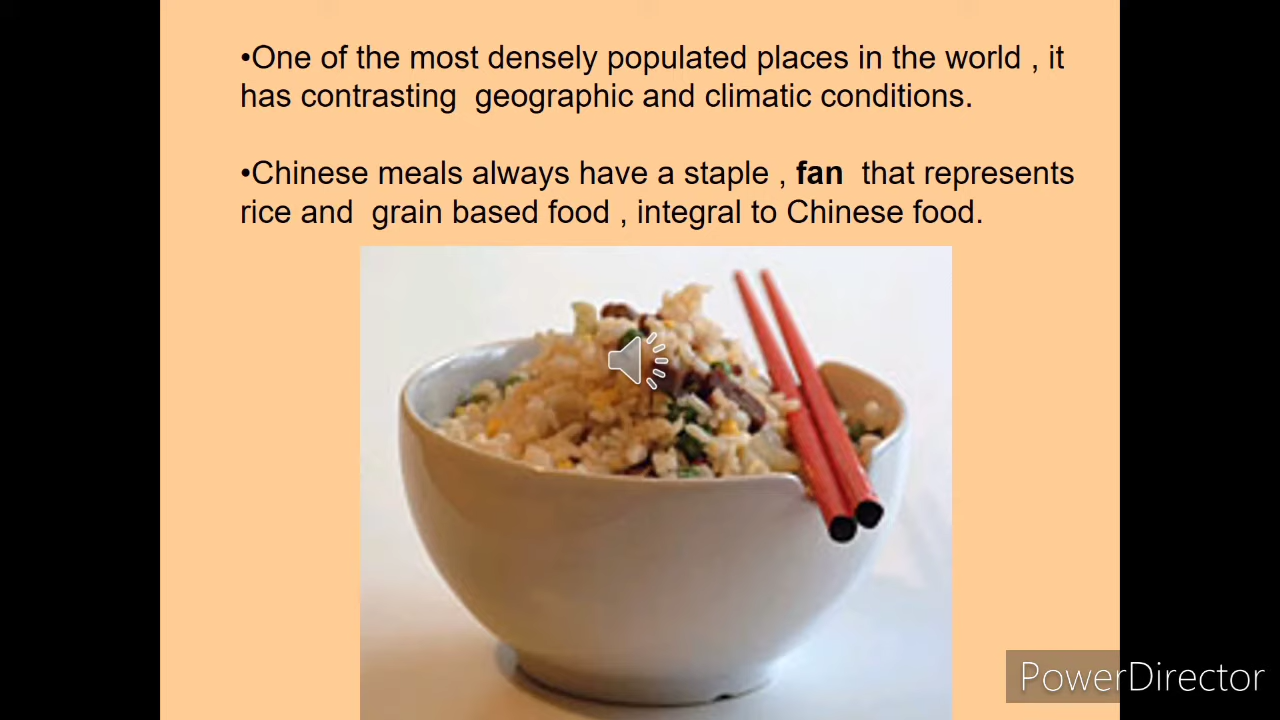 •One of the most densely populated places in the world , it
has contrasting  geographic and climatic conditions.
•Chinese meals always have a staple , fan  that represents
rice and  grain based food , integral to Chinese food.
PowerDirector